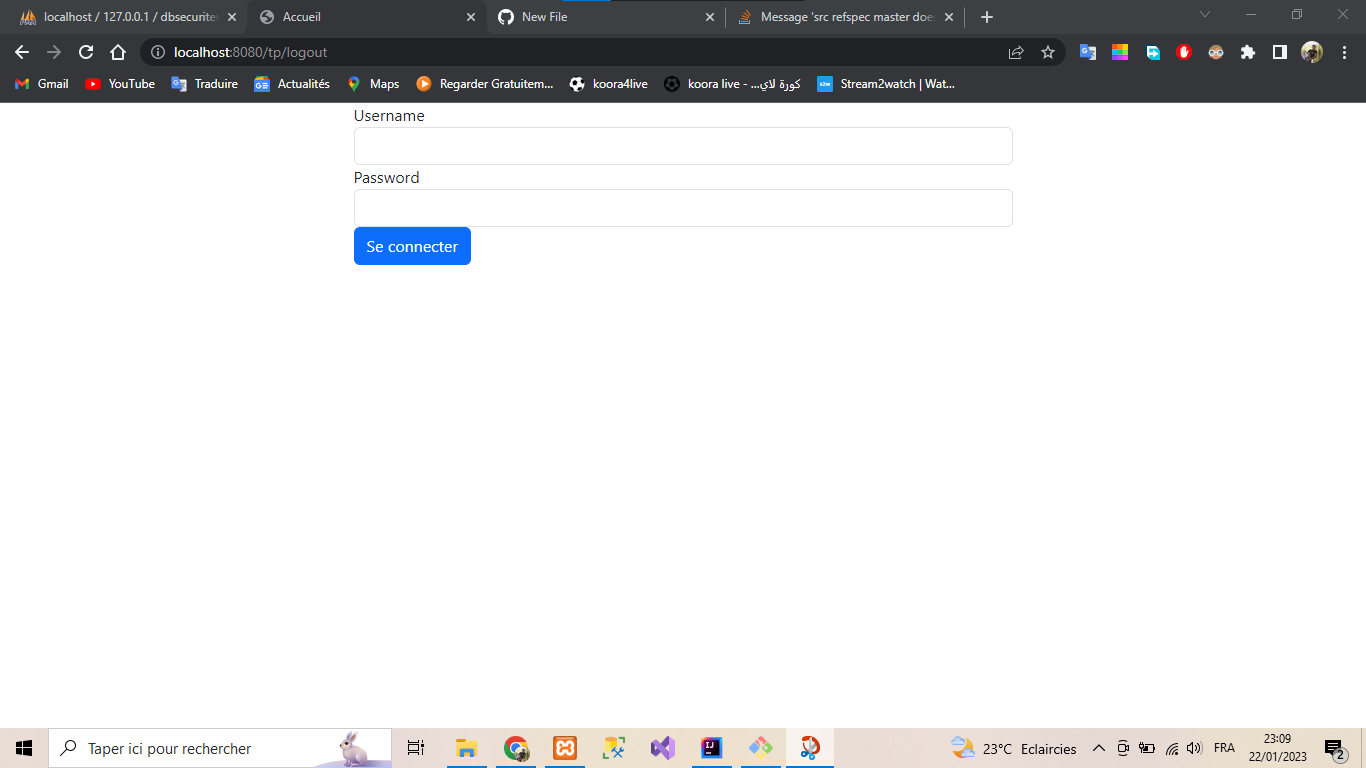 localhost / 127.0.0.1 / dbsecurite
Accueil
New File
Message 'src refspec master doe
localhost:8080/tp/logout
Gmail
YouTube
Traduire
Actualités
Maps
Regarder Gratuitem...
koora4live
koora live - ...كورة لاي
Stream2watch | Wat...
Username
Password
Se connecter
Taper ici pour rechercher
23°C Eclaircies
FRA
23:09
22/01/2023
2